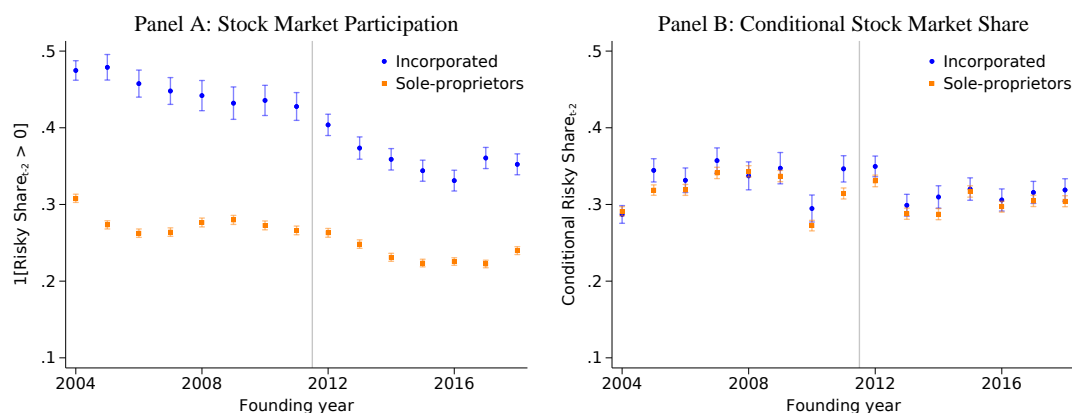 Panel A: Stock Market Participation
.5
.4
.3
.2
.1
1[Risky Share t-2 > 0]
Incorporated
Sole-proprietors
2004 2008 2012 2016
Founding year
Panel B: Conditional Stock Market Share
.5
.4
.3
.2
.1
Conditional Risky Share t-2
Incorporated
Sole-proprietors
2004 2008 2012 2016
Founding year